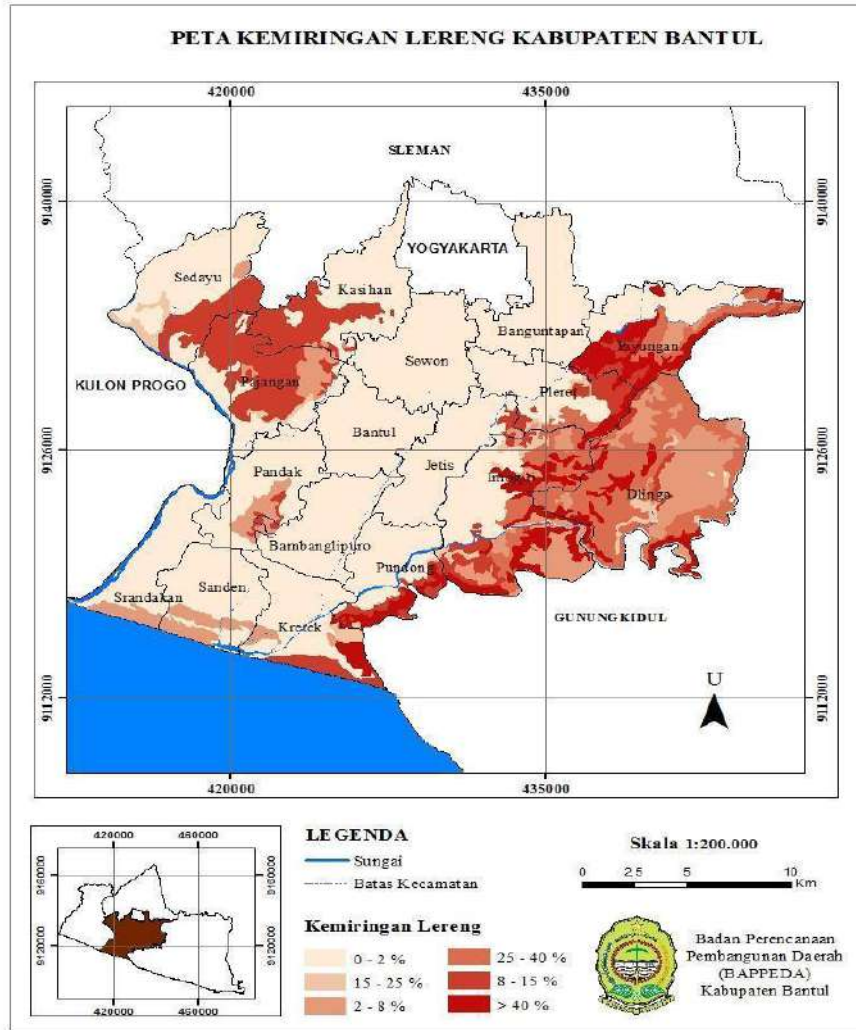 PETA KEMIRINGAN LERENG KABUPATEN BANTUL
420000
435000
SLEMAN
9140000
9140000
YOGYAKARTA
Sedayu
Kasihan
Banguntapan
Piyungan
Sewon
KULON PROGO
Pajangan
Pleret
9126000
9126000
Bantul
Jetis
Pandak
Imogiri
Dlingo
Bambanglipuro
Pundong
Sanden
Srandakan
Kretek
GUNUNGKIDUL
U
9112000
9112000
420000
435000
420000
460000
9160000
9160000
9120000
9120000
420000
460000
LEGENDA
Sungai
Batas Kecamatan
Kemiringan Lereng
0 - 2 %
15 - 25 %
2 - 8 %
25 - 40 %
8 - 15 %
> 40 %
Skala 1:200.000
0 2.5 5 10
Km
Badan Perencanaan
Pembangunan Daerah
(BAPPEDA)
Kabupaten Bantul